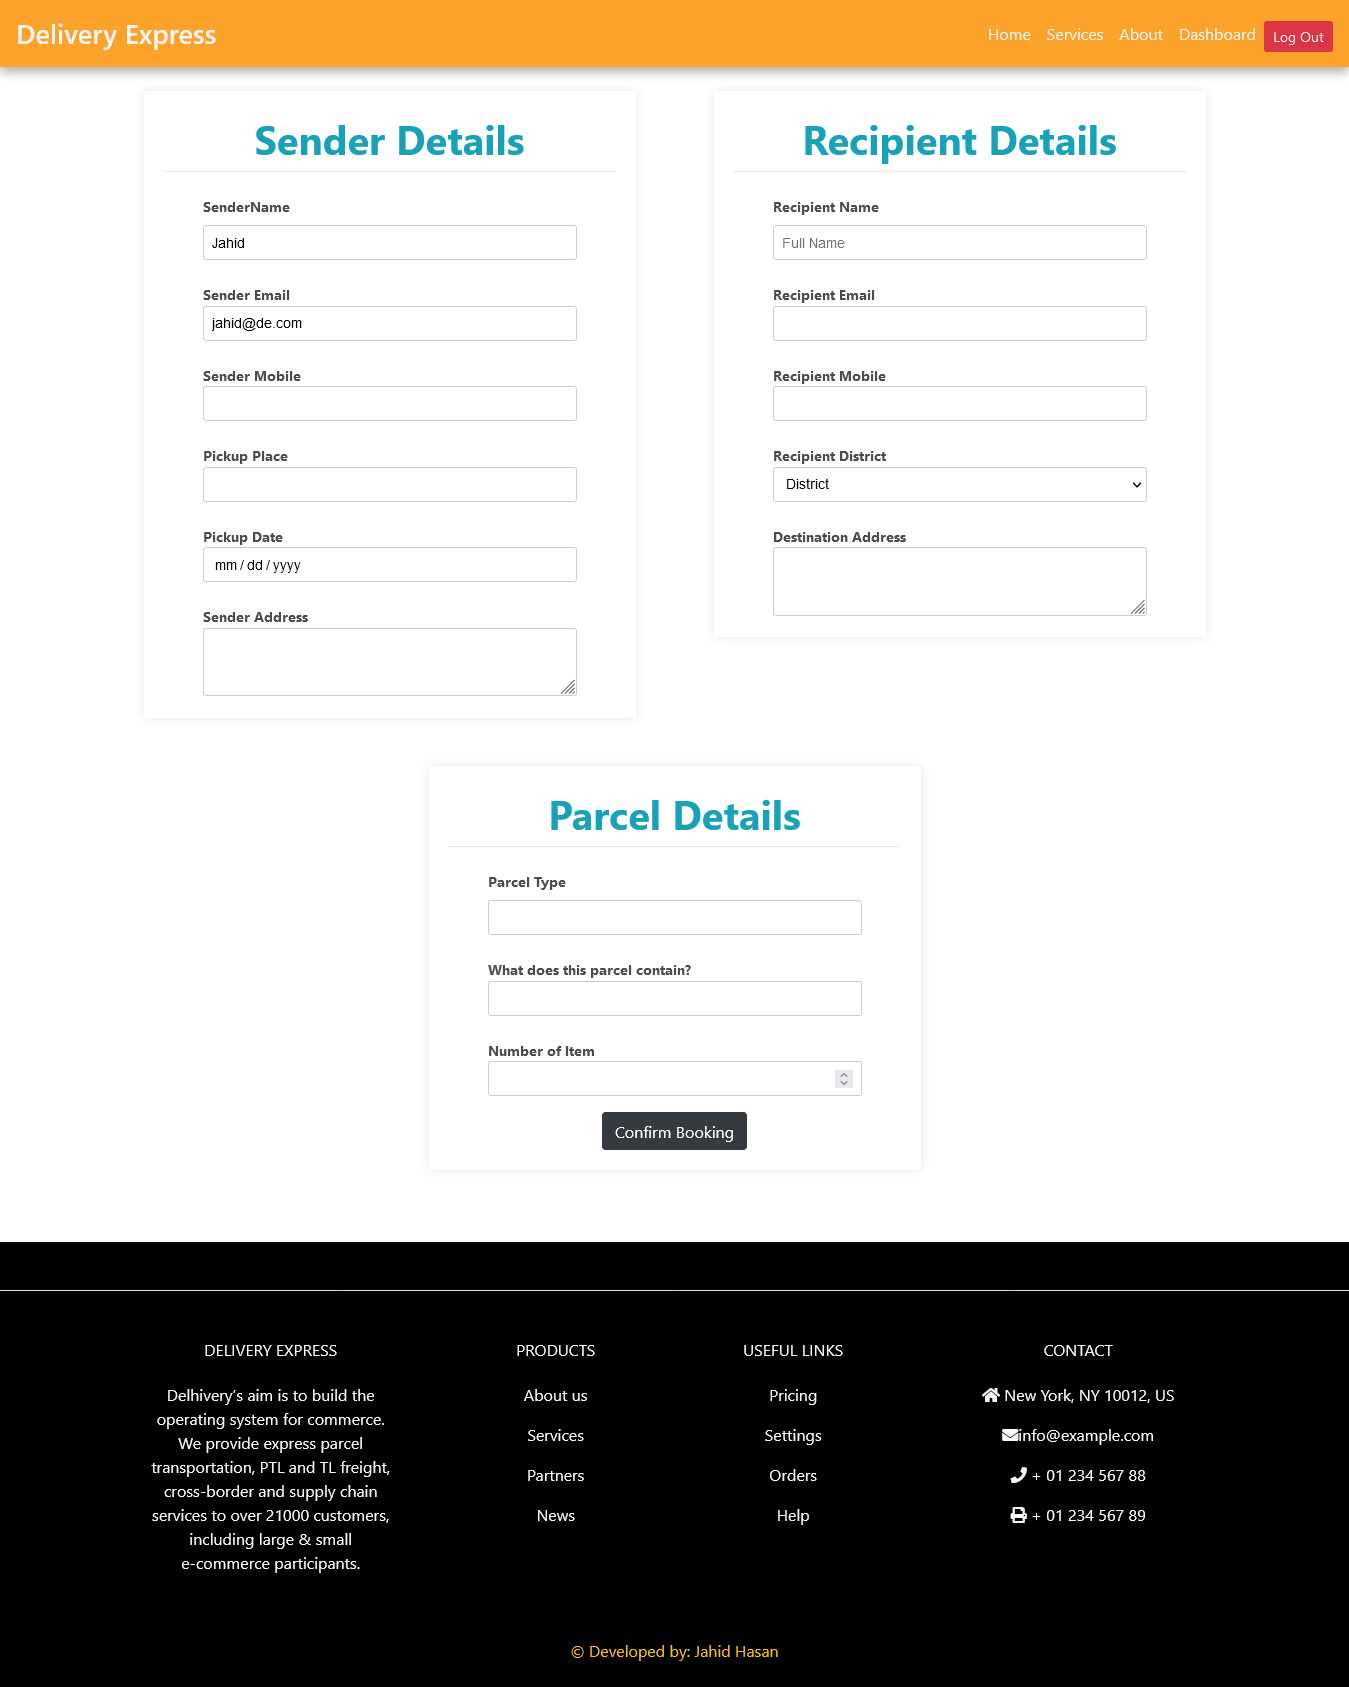 Delivery Express
Home Services About Dashboard Log Out
Sender Details
SenderName
Jahid
Sender Email
jahid@de.com
Sender Mobile
Pickup Place
Pickup Date
mm / dd / yyyy
Sender Address
Recipient Details
Recipient Name
Full Name
Recipient Email
Recipient Mobile
Recipient District
District
Destination Address
Parcel Details
Parcel Type
What does this parcel contain?
Number of Item
Confirm Booking
DELIVERY EXPRESS
Delhivery’s aim is to build the
operating system for commerce.
We provide express parcel
transportation, PTL and TL freight,
cross-border and supply chain
services to over 21000 customers,
including large & small
e-commerce participants.
PRODUCTS
About us
Services
Partners
News
USEFUL LINKS
Pricing
Settings
Orders
Help
CONTACT
New York, NY 10012, US
info@example.com
+ 01 234 567 88
+ 01 234 567 89
© Developed by: Jahid Hasan